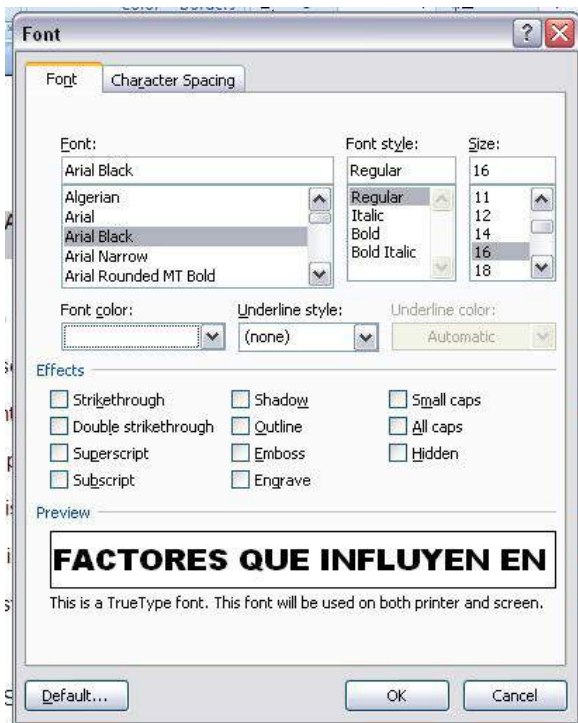 Font
Font Character Spacing
Font: Font style: Size:
Arial Black Regular 16
Algerian Regular 11
Arial Italic 12
Arial Black Bold 14
Arial Narrow Bold Italic 16
Arial Rounded MT Bold 18
Font color: Underline style: Underline color:
(none) Automatic
Effects
Strikethrough Shadow Small caps
Double strikethrough Outline All caps
Superscript Emboss Hidden
Subscript Engrave
Preview
FACTORES QUE INFLUYEN EN
This is a TrueType font. This font will be used on both printer and screen.
Default... OK Cancel